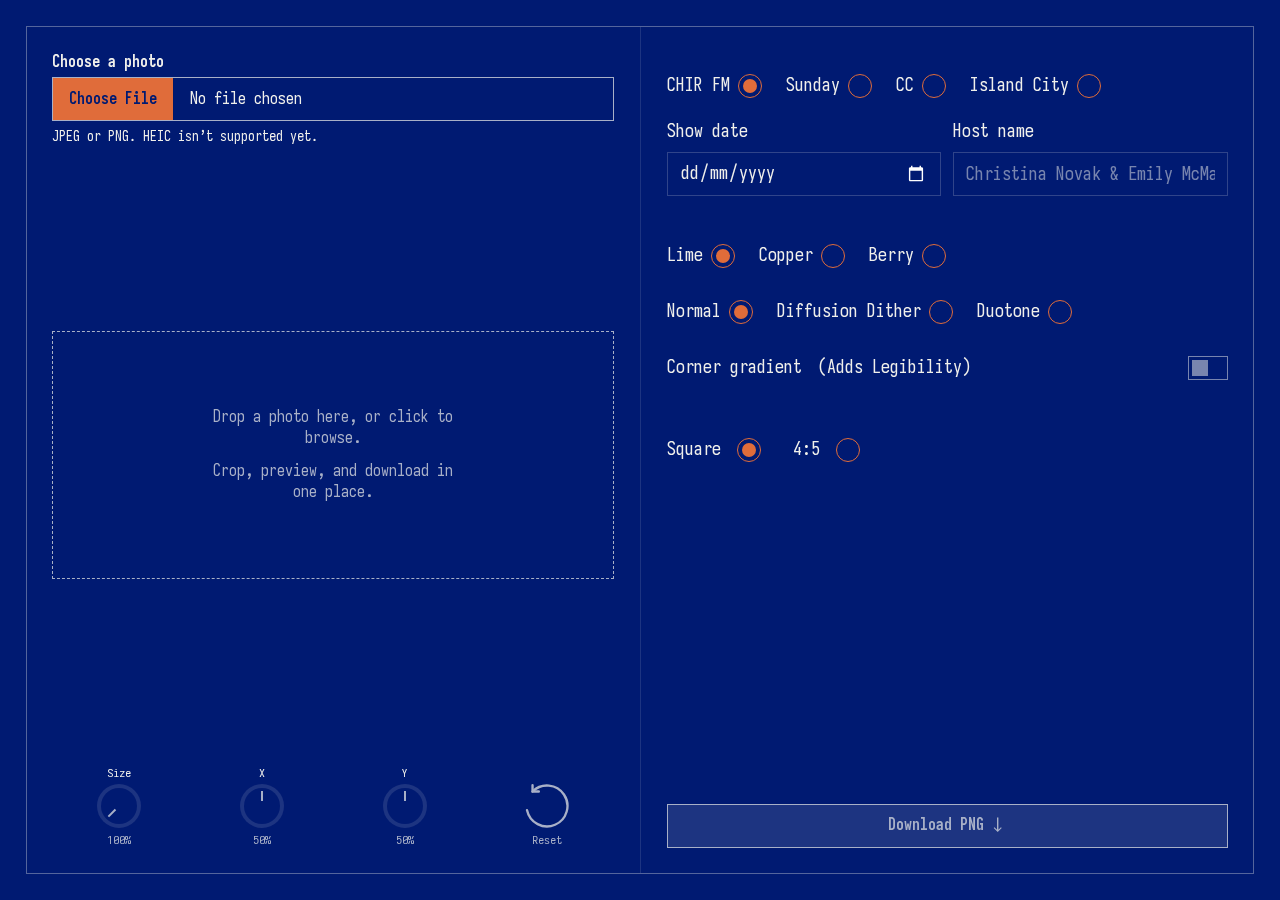 Choose a photo
Choose File No file chosen
JPEG or PNG. HEIC isn’t supported yet.
Drop a photo here, or click to
browse.
Crop, preview, and download in
one place.
Size X Y
100% 50% 50% Reset
CHIR FM Sunday CC Island City
Show date Host name
dd/mm/yyyy Christina Novak & Emily McMa
Lime Copper Berry
Normal Diffusion Dither Duotone
Corner gradient (Adds Legibility)
Square 4:5
Download PNG ↓